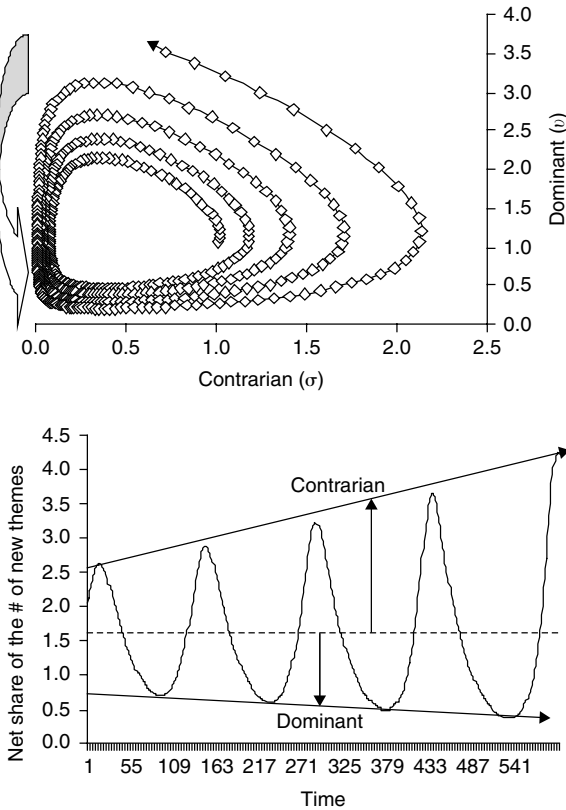 4.0
3.5
3.0
2.5
2.0
1.5
1.0
0.5
0.0
Dominant (υ)
0.0 0.5 1.0 1.5 2.0 2.5
Contrarian (σ)
4.5
4.0
3.5
3.0
2.5
2.0
1.5
1.0
0.5
0.0
Net share of the # of new themes
Contrarian
Dominant
1 55 109 163 217 271 325 379 433 487 541
Time